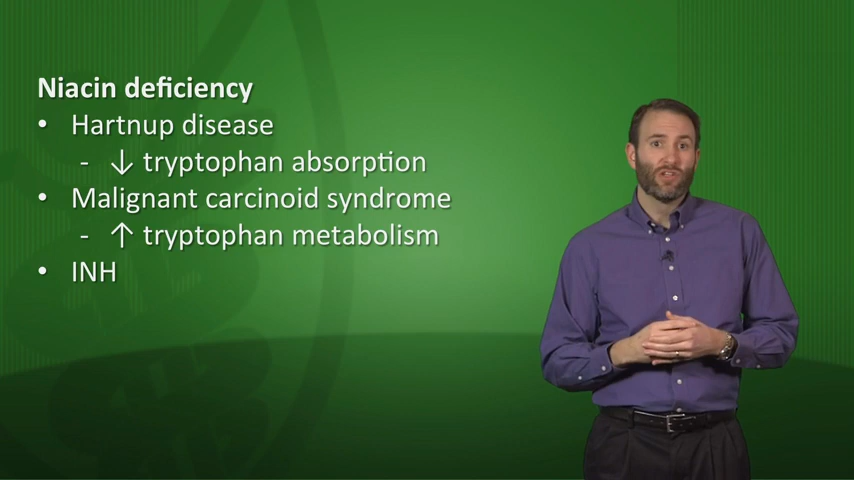 Niacin deficiency
• Hartnup disease
- ↓ tryptophan absorption
• Malignant carcinoid syndrome
- ↑ tryptophan metabolism
• INH